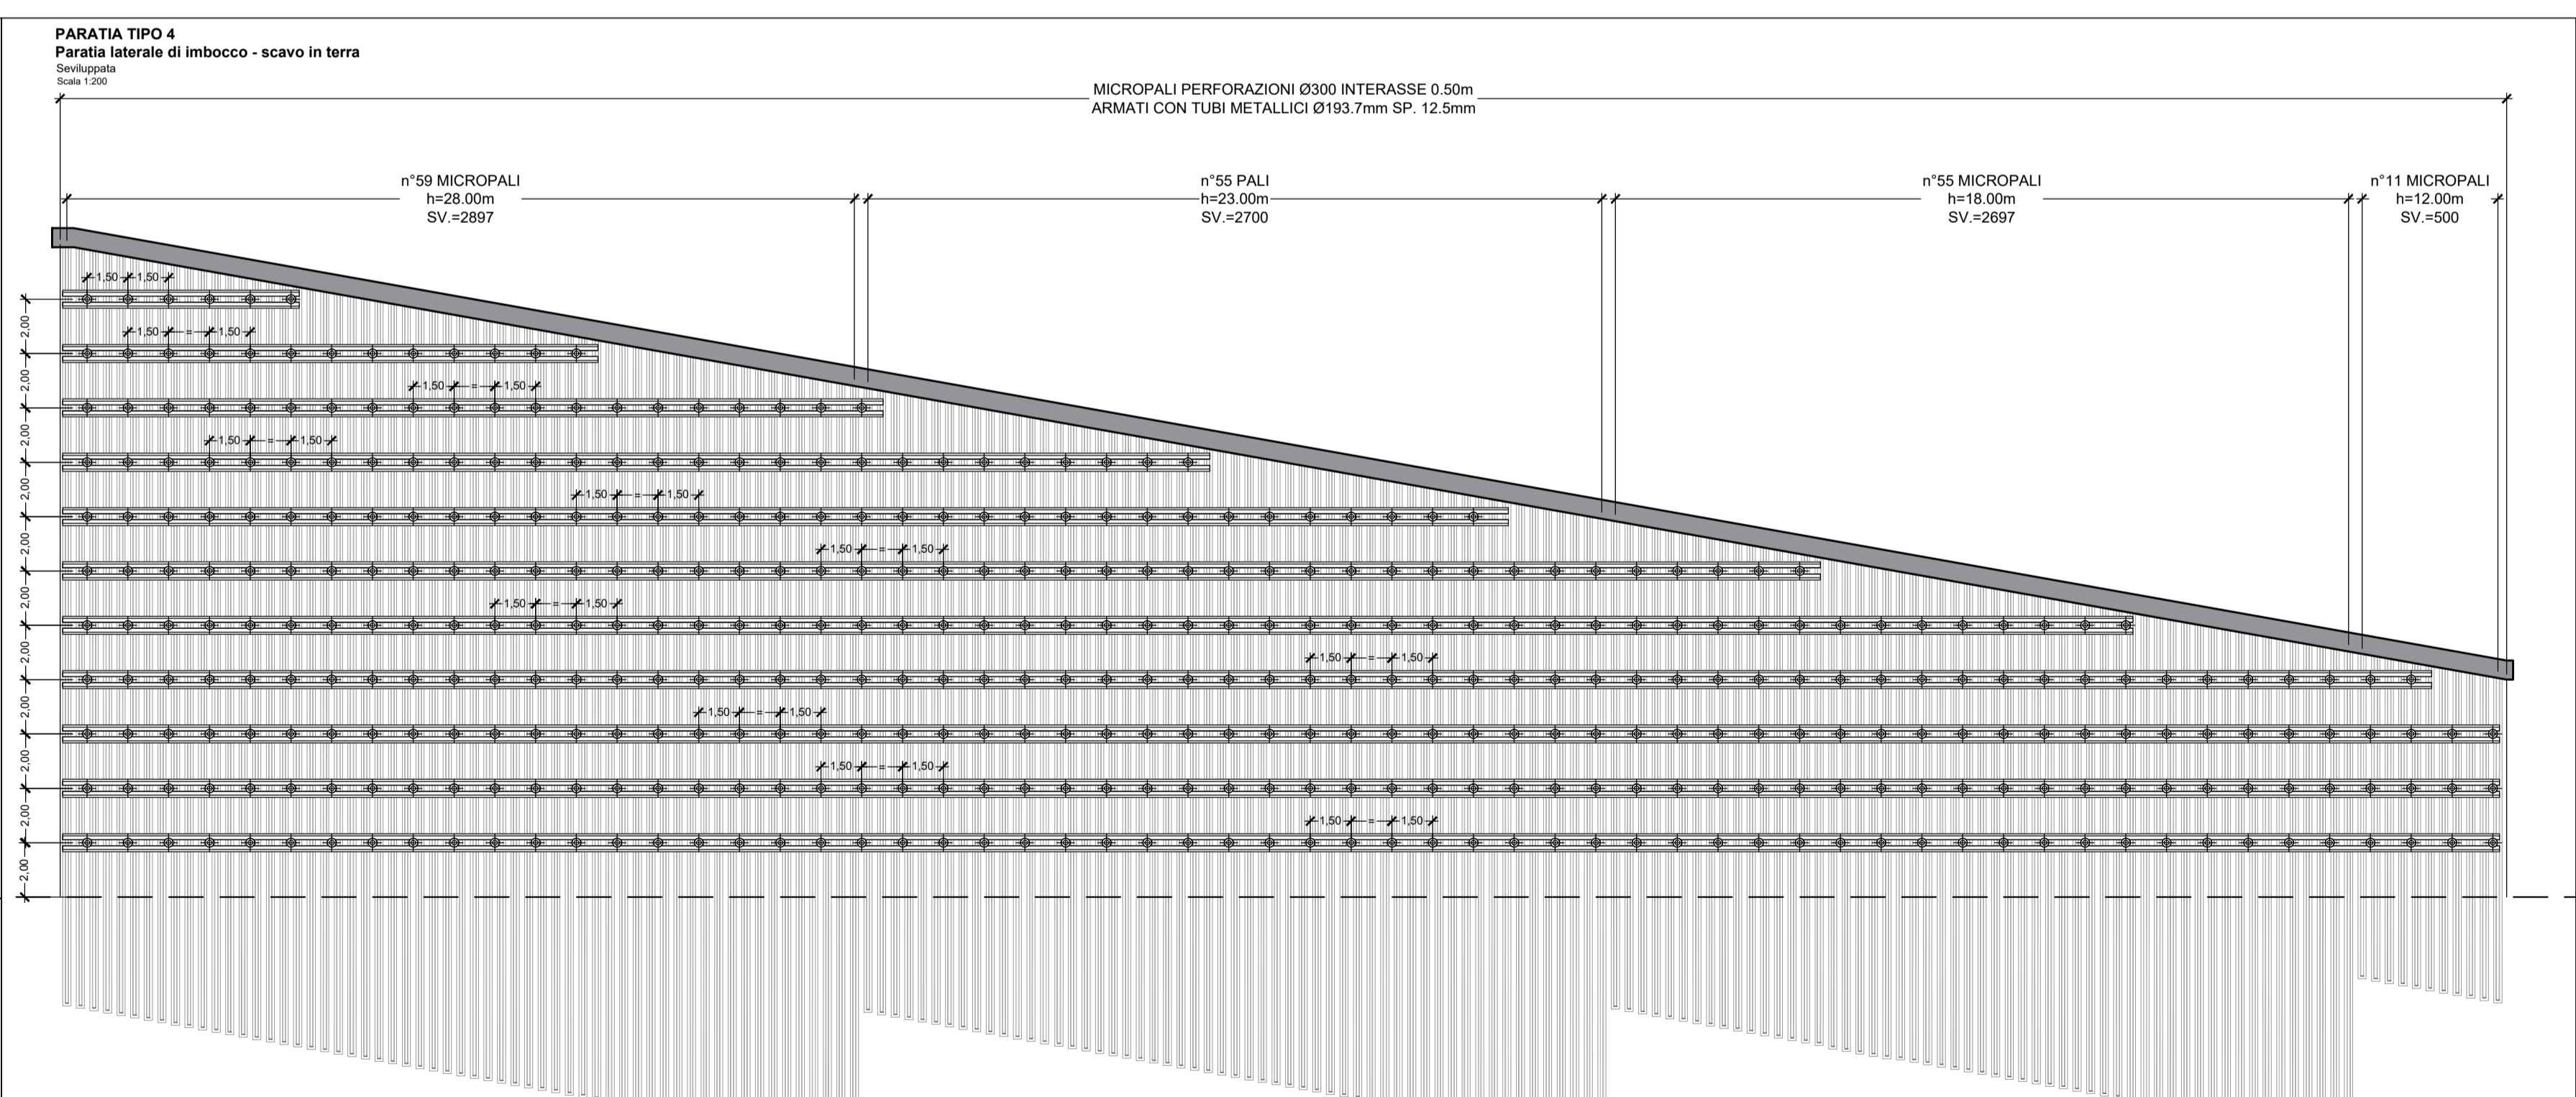 PARATIA TIPO 4
Paratia laterale di imbocco - scavo in terra
Seviluppata
Scala 1:200
MICROPALI PERFORAZIONI Ø300 INTERASSE 0.50m
ARMATI CON TUBI METALLICI Ø193.7mm SP. 12.5mm
n°59 MICROPALI
h=28.00m
SV.=2897
n°55 PALI
h=23.00m
SV.=2700
n°55 MICROPALI
h=18.00m
SV.=2697
n°11 MICROPALI
h=12.00m
SV.=500
1,50 1,50
2,00
1,50 = 1,50
2,00
1,50 = 1,50
2,00
1,50 = 1,50
2,00
1,50 = 1,50
2,00
1,50 = 1,50
2,00
1,50 = 1,50
2,00
1,50 = 1,50
2,00
1,50 = 1,50
2,00
1,50 = 1,50
2,00
1,50 = 1,50
2,00